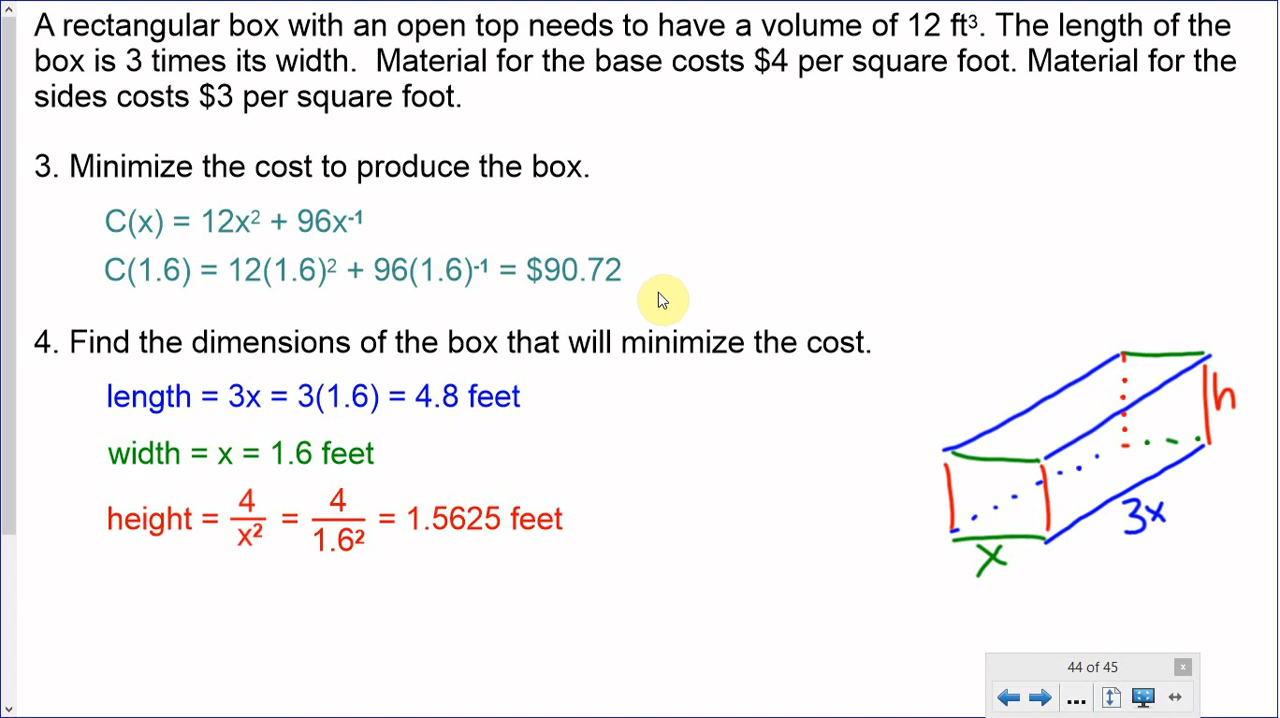 A rectangular box with an open top needs to have a volume of 12 ft³. The length of the
box is 3 times its width.  Material for the base costs $4 per square foot. Material for the
sides costs $3 per square foot.
3. Minimize the cost to produce the box.
C(x) = 12x² + 96x⁻¹
C(1.6) = 12(1.6)² + 96(1.6)⁻¹ = $90.72
4. Find the dimensions of the box that will minimize the cost.
length = 3x = 3(1.6) = 4.8 feet
width = x = 1.6 feet
height = 4/x² = 4/1.6² = 1.5625 feet
h
3x
x
44 of 45